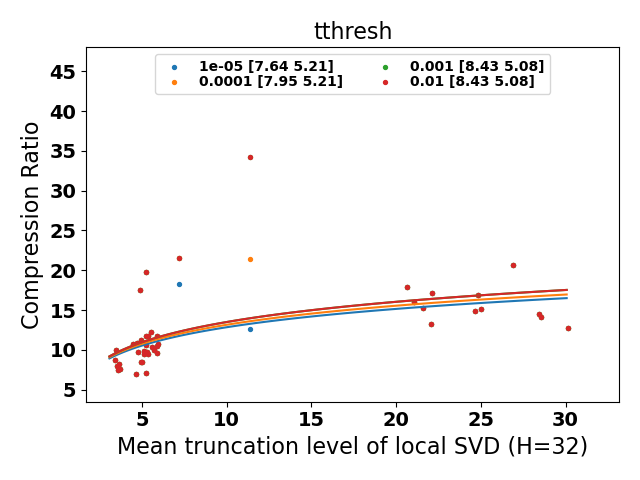 tthresh
1e-05 [7.64 5.21]
0.0001 [7.95 5.21]
0.001 [8.43 5.08]
0.01 [8.43 5.08]
Compression Ratio
45
40
35
30
25
20
15
10
5
5 10 15 20 25 30
Mean truncation level of local SVD (H=32)